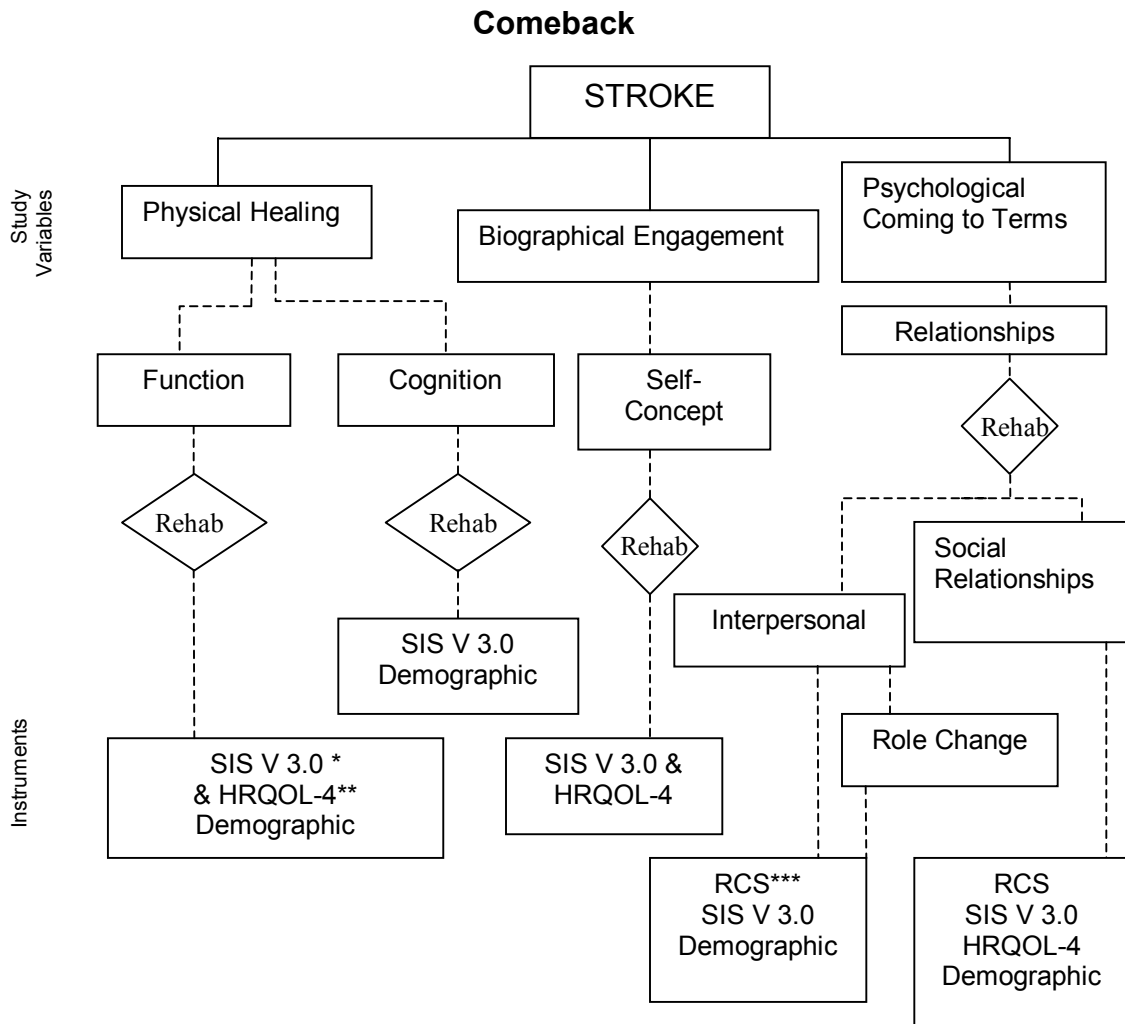 Comeback
STROKE
Study
Variables
Physical Healing
Biographical Engagement
Psychological
Coming to Terms
Relationships
Function
Cognition
Self-
Concept
Rehab
Rehab
Rehab
Rehab
Social
Relationships
Interpersonal
SIS V 3.0
Demographic
Role Change
Instruments
SIS V 3.0 *
& HRQOL-4**
Demographic
SIS V 3.0 &
HRQOL-4
RCS***
SIS V 3.0
Demographic
RCS
SIS V 3.0
HRQOL-4
Demographic